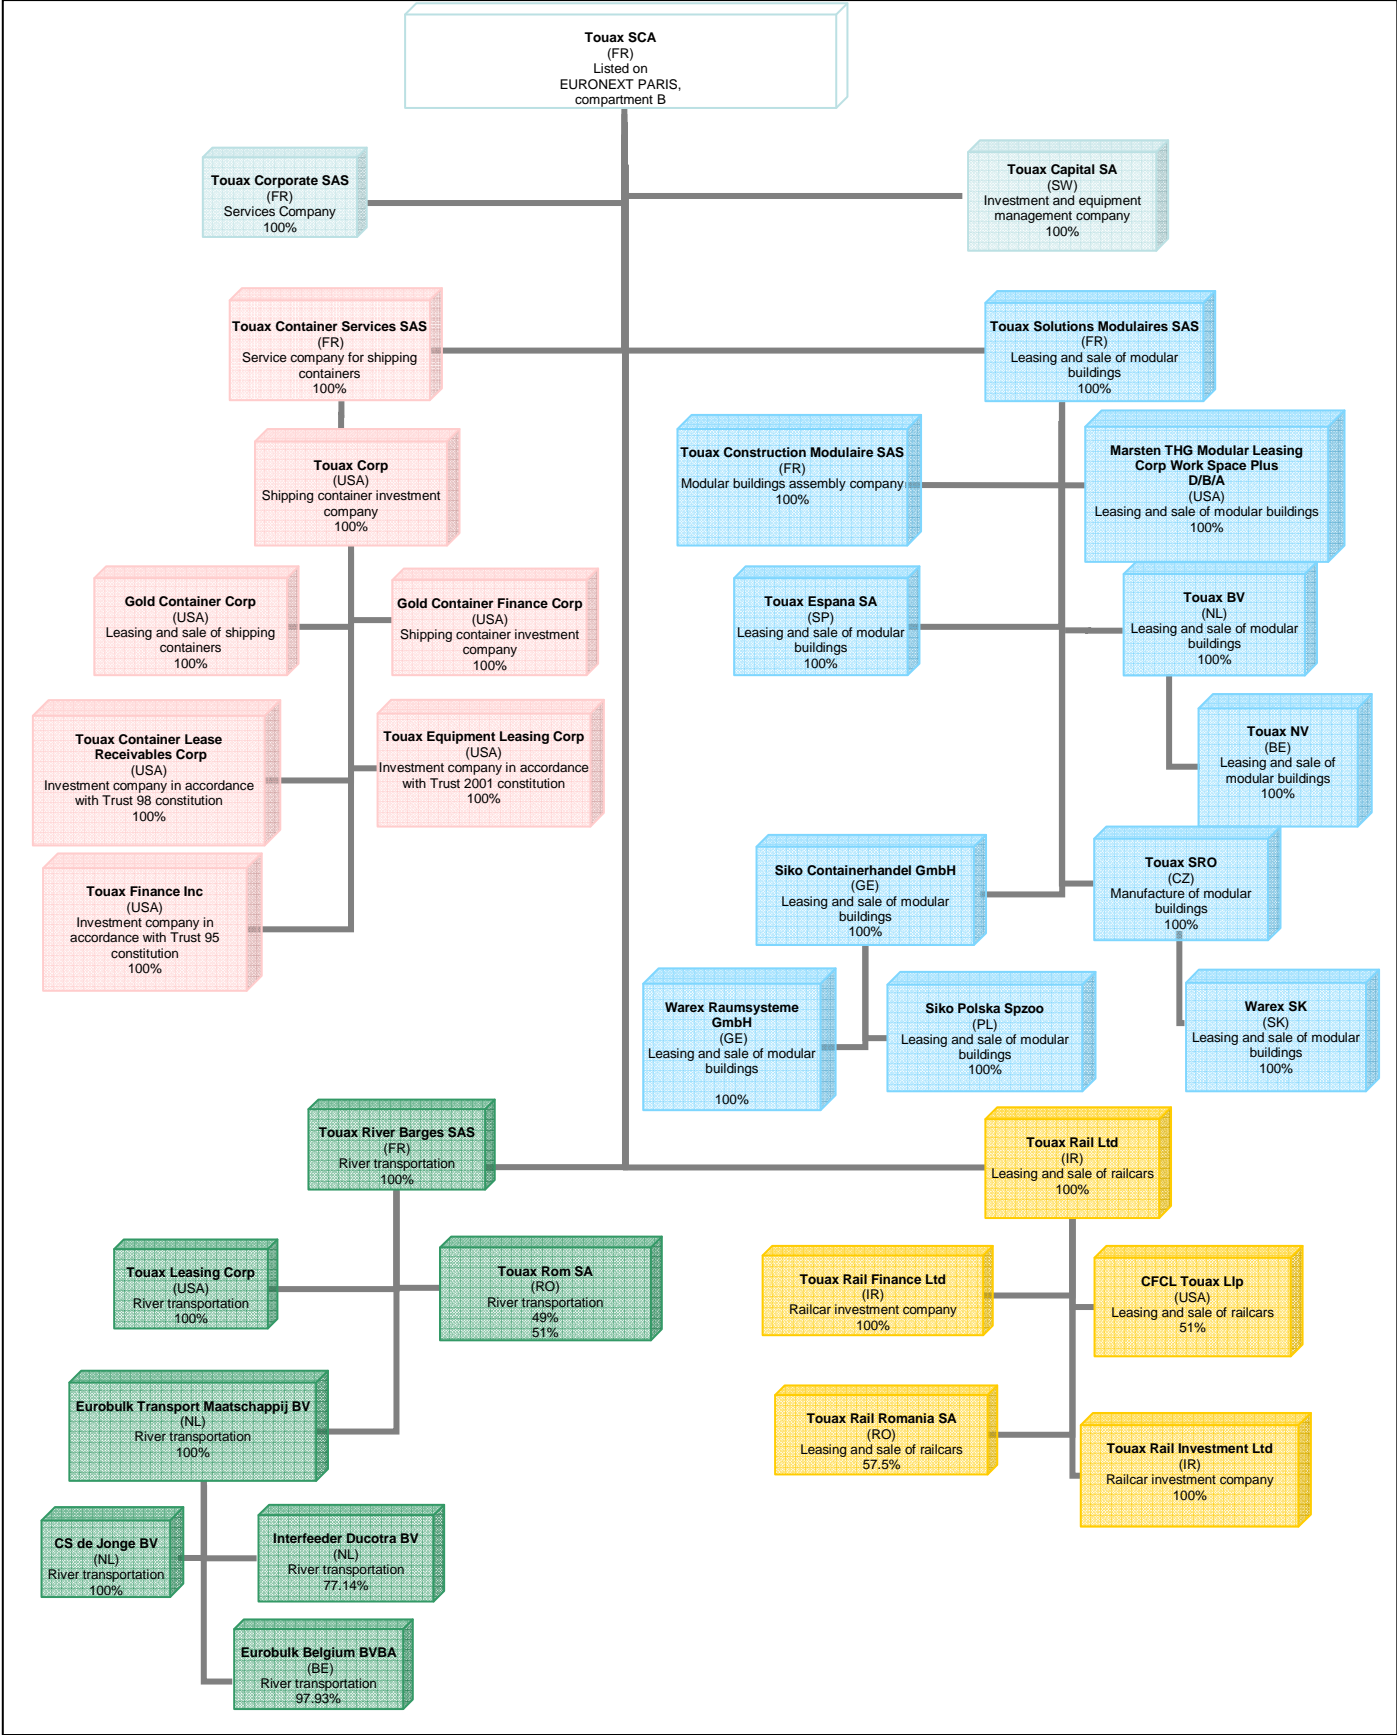 Touax SCA
(FR)
Listed on
EURONEXT PARIS,
compartment B
Touax Corporate SAS
(FR)
Services Company
100%
Touax Capital SA
(SW)
Investment and equipment
management company
100%
Touax Container Services SAS
(FR)
Service company for shipping
containers
100%
Touax Solutions Modulaires SAS
(FR)
Leasing and sale of modular
buildings
100%
Touax Corp
(USA)
Shipping container investment
company
100%
Touax Construction Modulaire SAS
(FR)
Modular buildings assembly company
100%
Marsten THG Modular Leasing
Corp Work Space Plus
D/B/A
(USA)
Leasing and sale of modular buildings
100%
Gold Container Corp
(USA)
Leasing and sale of shipping
containers
100%
Gold Container Finance Corp
(USA)
Shipping container investment
company
100%
Touax Espana SA
(SP)
Leasing and sale of modular
buildings
100%
Touax BV
(NL)
Leasing and sale of modular
buildings
100%
Touax Container Lease
Receivables Corp
(USA)
Investment company in accordance
with Trust 98 constitution
100%
Touax Equipment Leasing Corp
(USA)
Investment company in accordance
with Trust 2001 constitution
100%
Touax NV
(BE)
Leasing and sale of
modular buildings
100%
Touax Finance Inc
(USA)
Investment company in
accordance with Trust 95
constitution
100%
Siko Containerhandel GmbH
(GE)
Leasing and sale of modular
buildings
100%
Touax SRO
(CZ)
Manufacture of modular
buildings
100%
Warex Raumsysteme
GmbH
(GE)
Leasing and sale of modular
buildings
100%
Siko Polska Spzoo
(PL)
Leasing and sale of modular
buildings
100%
Warex SK
(SK)
Leasing and sale of modular
buildings
100%
Touax River Barges SAS
(FR)
River transportation
100%
Touax Rail Ltd
(IR)
Leasing and sale of railcars
100%
Touax Leasing Corp
(USA)
River transportation
100%
Touax Rom SA
(RO)
River transportation
49%
51%
Touax Rail Finance Ltd
(IR)
Railcar investment company
100%
CFCL Touax Llp
(USA)
Leasing and sale of railcars
51%
Eurobulk Transport Maatschappij BV
(NL)
River transportation
100%
Touax Rail Romania SA
(RO)
Leasing and sale of railcars
57.5%
Touax Rail Investment Ltd
(IR)
Railcar investment company
100%
CS de Jonge BV
(NL)
River transportation
100%
Interfeeder Ducotra BV
(NL)
River transportation
77.14%
Eurobulk Belgium BVBA
(BE)
River transportation
97.93%